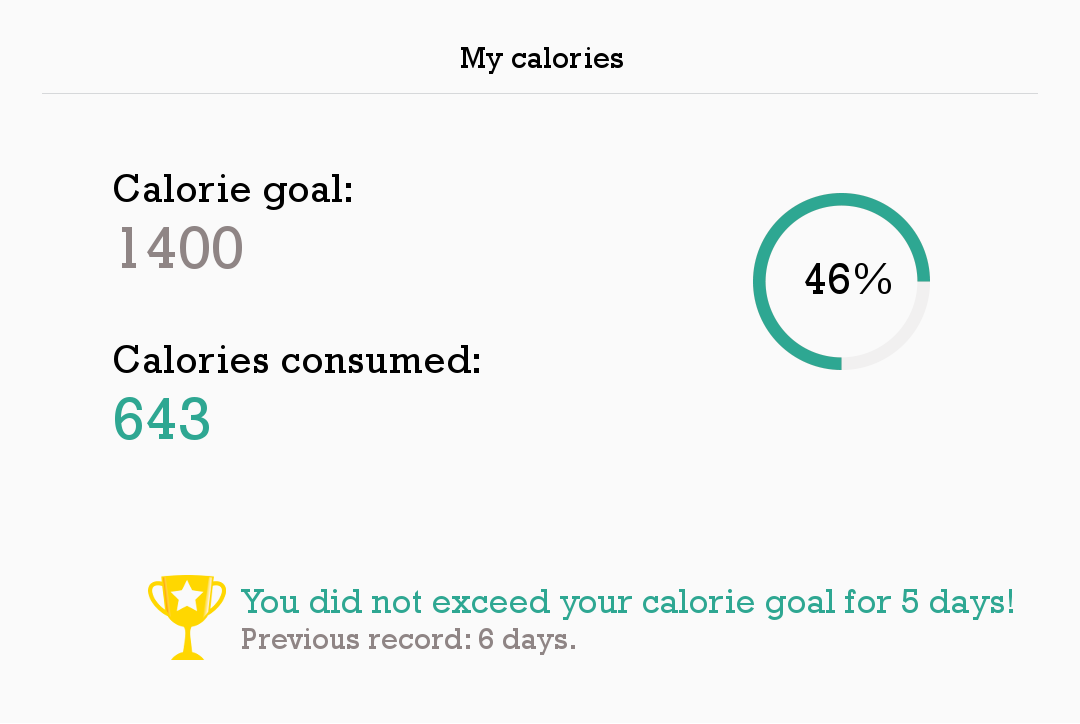 My calories
Calorie goal:
1400
46%
Calories consumed:
643
You did not exceed your calorie goal for 5 days!
Previous record: 6 days.